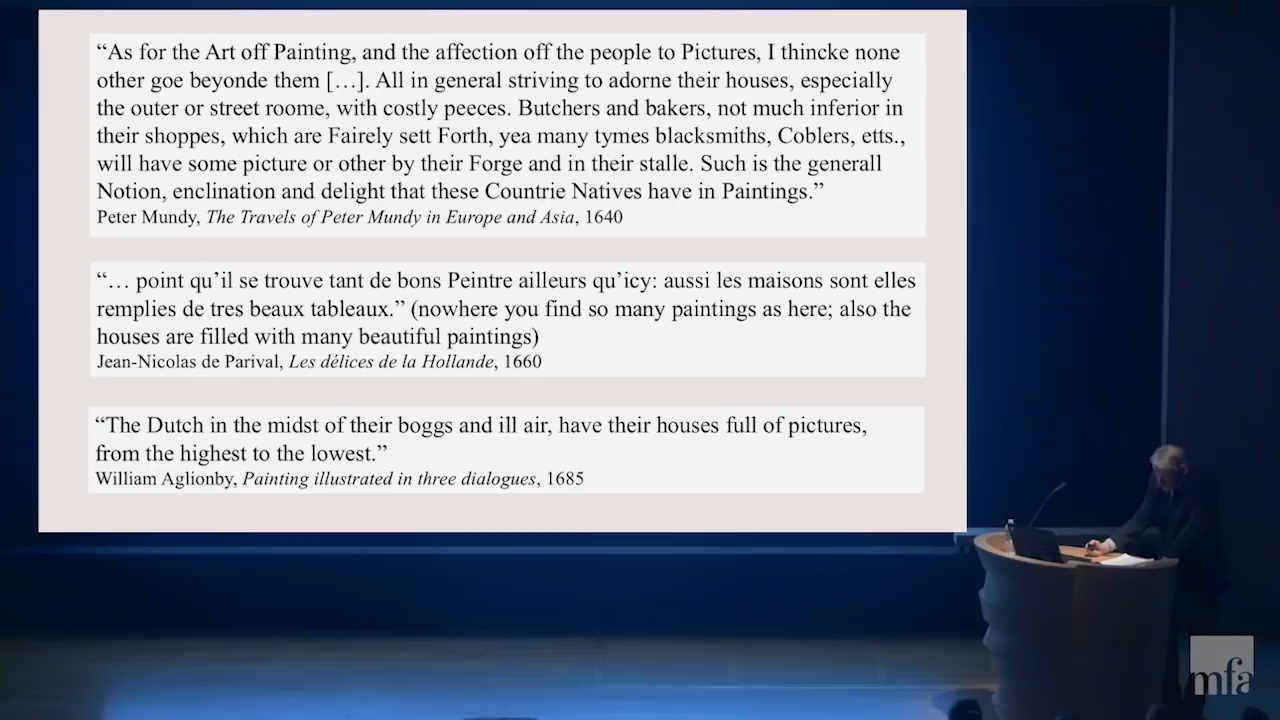 “As for the Art off Painting, and the affection off the people to Pictures, I thincke none
other goe beyonde them […]. All in general striving to adorne their houses, especially
the outer or street roome, with costly peeces. Butchers and bakers, not much inferior in
their shoppes, which are Fairely sett Forth, yea many tymes blacksmiths, Coblers, etts.,
will have some picture or other by their Forge and in their stalle. Such is the generall
Notion, enclination and delight that these Countrie Natives have in Paintings.”
Peter Mundy, The Travels of Peter Mundy in Europe and Asia, 1640
“… point qu’il se trouve tant de bons Peintre ailleurs qu’icy: aussi les maisons sont elles
remplies de tres beaux tableaux.” (nowhere you find so many paintings as here; also the
houses are filled with many beautiful paintings)
Jean-Nicolas de Parival, Les délices de la Hollande, 1660
“The Dutch in the midst of their boggs and ill air, have their houses full of pictures,
from the highest to the lowest.”
William Aglionby, Painting illustrated in three dialogues, 1685
mfa